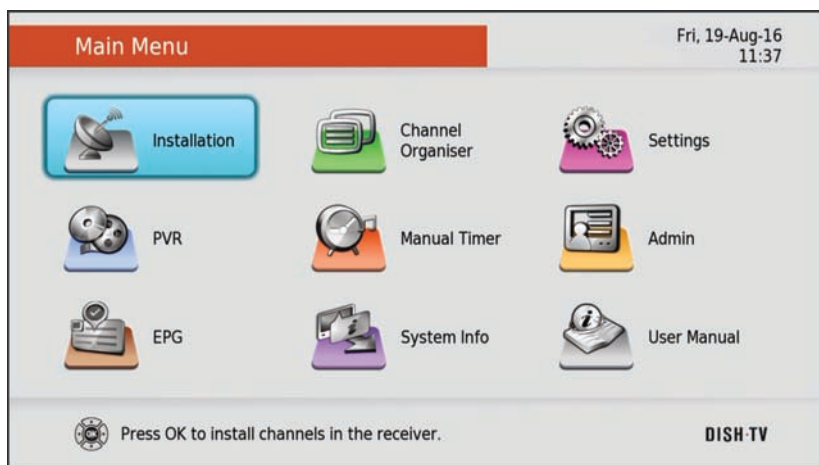 Main Menu
Fri, 19-Aug-16
11:37
Installation
Channel
Organiser
Settings
PVR
Manual Timer
Admin
EPG
System Info
User Manual
OK
Press OK to install channels in the receiver.
DISH·TV